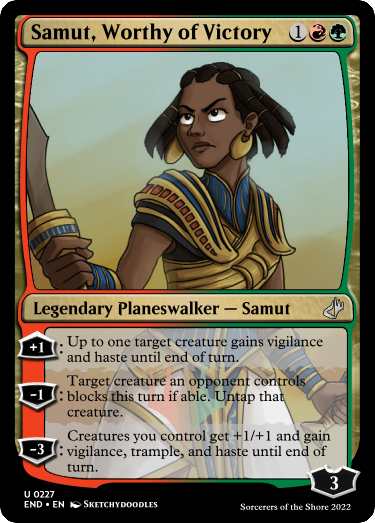 Samut, Worthy of Victory 1
Legendary Planeswalker — Samut
+1: Up to one target creature gains vigilance
and haste until end of turn.
-1: Target creature an opponent controls
blocks this turn if able. Untap that
creature.
-3: Creatures you control get +1/+1 and gain
vigilance, trample, and haste until end of
turn.
3
U 0227
END • EN SKETCHYDOODLES
Sorcerers of the Shore 2022